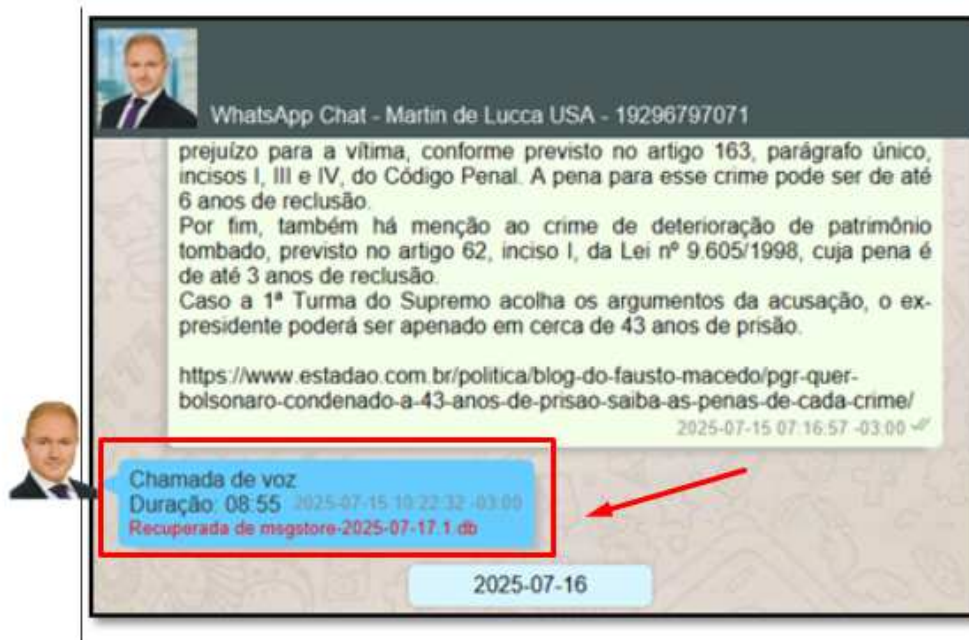 WhatsApp Chat - Martin de Lucca USA - 19296797071
prejuízo para a vítima, conforme previsto no artigo 163, parágrafo único,
incisos I, III e IV, do Código Penal. A pena para esse crime pode ser de até
6 anos de reclusão.
Por fim, também há menção ao crime de deterioração de patrimônio
tombado, previsto no artigo 62, inciso I, da Lei nº 9.605/1998, cuja pena é
de até 3 anos de reclusão.
Caso a 1ª Turma do Supremo acolha os argumentos da acusação, o ex-
presidente poderá ser apenado em cerca de 43 anos de prisão.
https://www.estadao.com.br/politica/blog-do-fausto-macedo/pgr-quer-
bolsonaro-condenado-a-43-anos-de-prisao-saiba-as-penas-de-cada-crime/
2025-07-15 07:16:57 -03:00
Chamada de voz
Duração: 08:55 2025-07-15 10:22:32 -03:00
Recuperada de msgstore-2025-07-17.1.db
2025-07-16